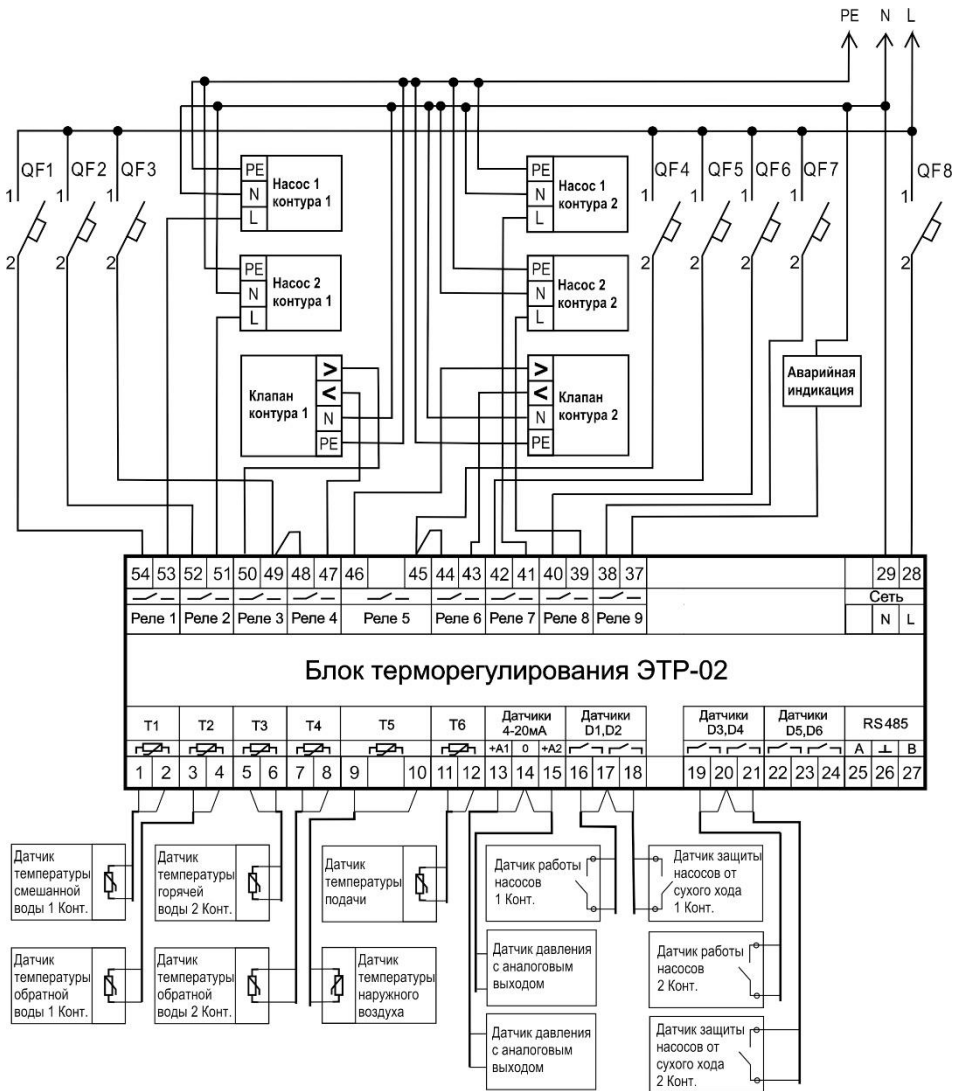 PE N L
QF1 QF2 QF3 QF4 QF5 QF6 QF7 QF8
1 1 1 1 1 1 1 1
2 2 2 2 2 2 2 2
PE
N
L
Насос 1
контура 1
PE
N
L
Насос 1
контура 2
PE
N
L
Насос 2
контура 1
PE
N
L
Насос 2
контура 2
Клапан
контура 1
>
<
N
PE
>
<
N
PE
Клапан
контура 2
Аварийная
индикация
54 53 52 51 50 49 48 47 46 45 44 43 42 41 40 39 38 37 29 28
Сеть
Реле 1 Реле 2 Реле 3 Реле 4 Реле 5 Реле 6 Реле 7 Реле 8 Реле 9 N L
Блок терморегулирования ЭТР-02
T1 T2 T3 T4 T5 T6
Датчики
4-20мА
Датчики
D1,D2
Датчики
D3,D4
Датчики
D5,D6
RS485
+A1 0 +A2 A ⊥ B
1 2 3 4 5 6 7 8 9 10 11 12 13 14 15 16 17 18 19 20 21 22 23 24 25 26 27
Датчик
температуры
смешанной
воды 1 Конт.
Датчик
температуры
горячей
воды 2 Конт.
Датчик
температуры
подачи
Датчик работы
насосов
1 Конт.
Датчик защиты
насосов от
сухого хода
1 Конт.
Датчик
температуры
обратной
воды 1 Конт.
Датчик
температуры
обратной
воды 2 Конт.
Датчик
температуры
наружного
воздуха
Датчик давления
с аналоговым
выходом
Датчик работы
насосов
2 Конт.
Датчик давления
с аналоговым
выходом
Датчик защиты
насосов от
сухого хода
2 Конт.